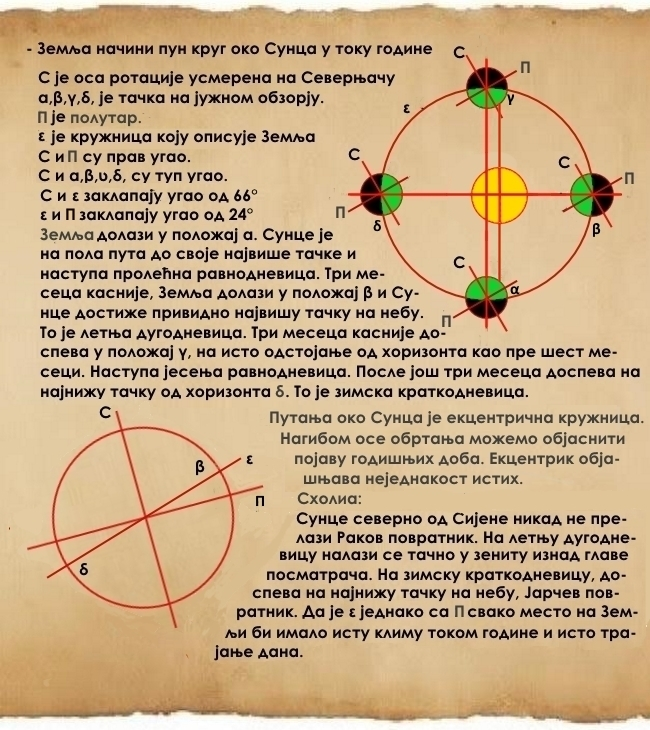 - Земља начини пун круг око Сунца у току године
С је оса ротације усмерена на Северњачу
α,β,γ,δ, је тачка на јужном обзорју.
П је полутар.
ε је кружница коју описује Земља
С и П су прав угао.
С и α,β,υ,δ, су туп угао.
С и ε заклапају угао од 66°
ε и П заклапају угао од 24°
Земља долази у положај α. Сунце је
на пола пута до своје највише тачке и
наступа пролећна равнодневица. Три ме-
сеца касније, Земља долази у положај β и Су-
нце достиже привидно највишу тачку на небу.
То је летња дугодневица. Три месеца касније до-
спева у положај γ, на исто одстојање од хоризонта као пре шест ме-
сеци. Наступа јесења равнодневица. После још три месеца доспева на
најнижу тачку од хоризонта δ. То је зимска краткодневица.
С
П
γ
ε
С
П
δ
С
П
β
С
α
П
Путања око Сунца је екцентрична кружница.
Нагибом осе обртања можемо објаснити
појаву годишњих доба. Екцентрик обја-
шњава неједнакост истих.
Схолиа:
Сунце северно од Сијене никад не пре-
лази Раков повратник. На летњу дугодне-
вицу налази се тачно у зениту изнад главе
посматрача. На зимску краткодневицу, до-
спева на најнижу тачку на небу, Јарчев пов-
ратник. Да је ε једнако са П свако место на Зем-
љи би имало исту климу током године и исто тра-
јање дана.
С
β
ε
П
δ